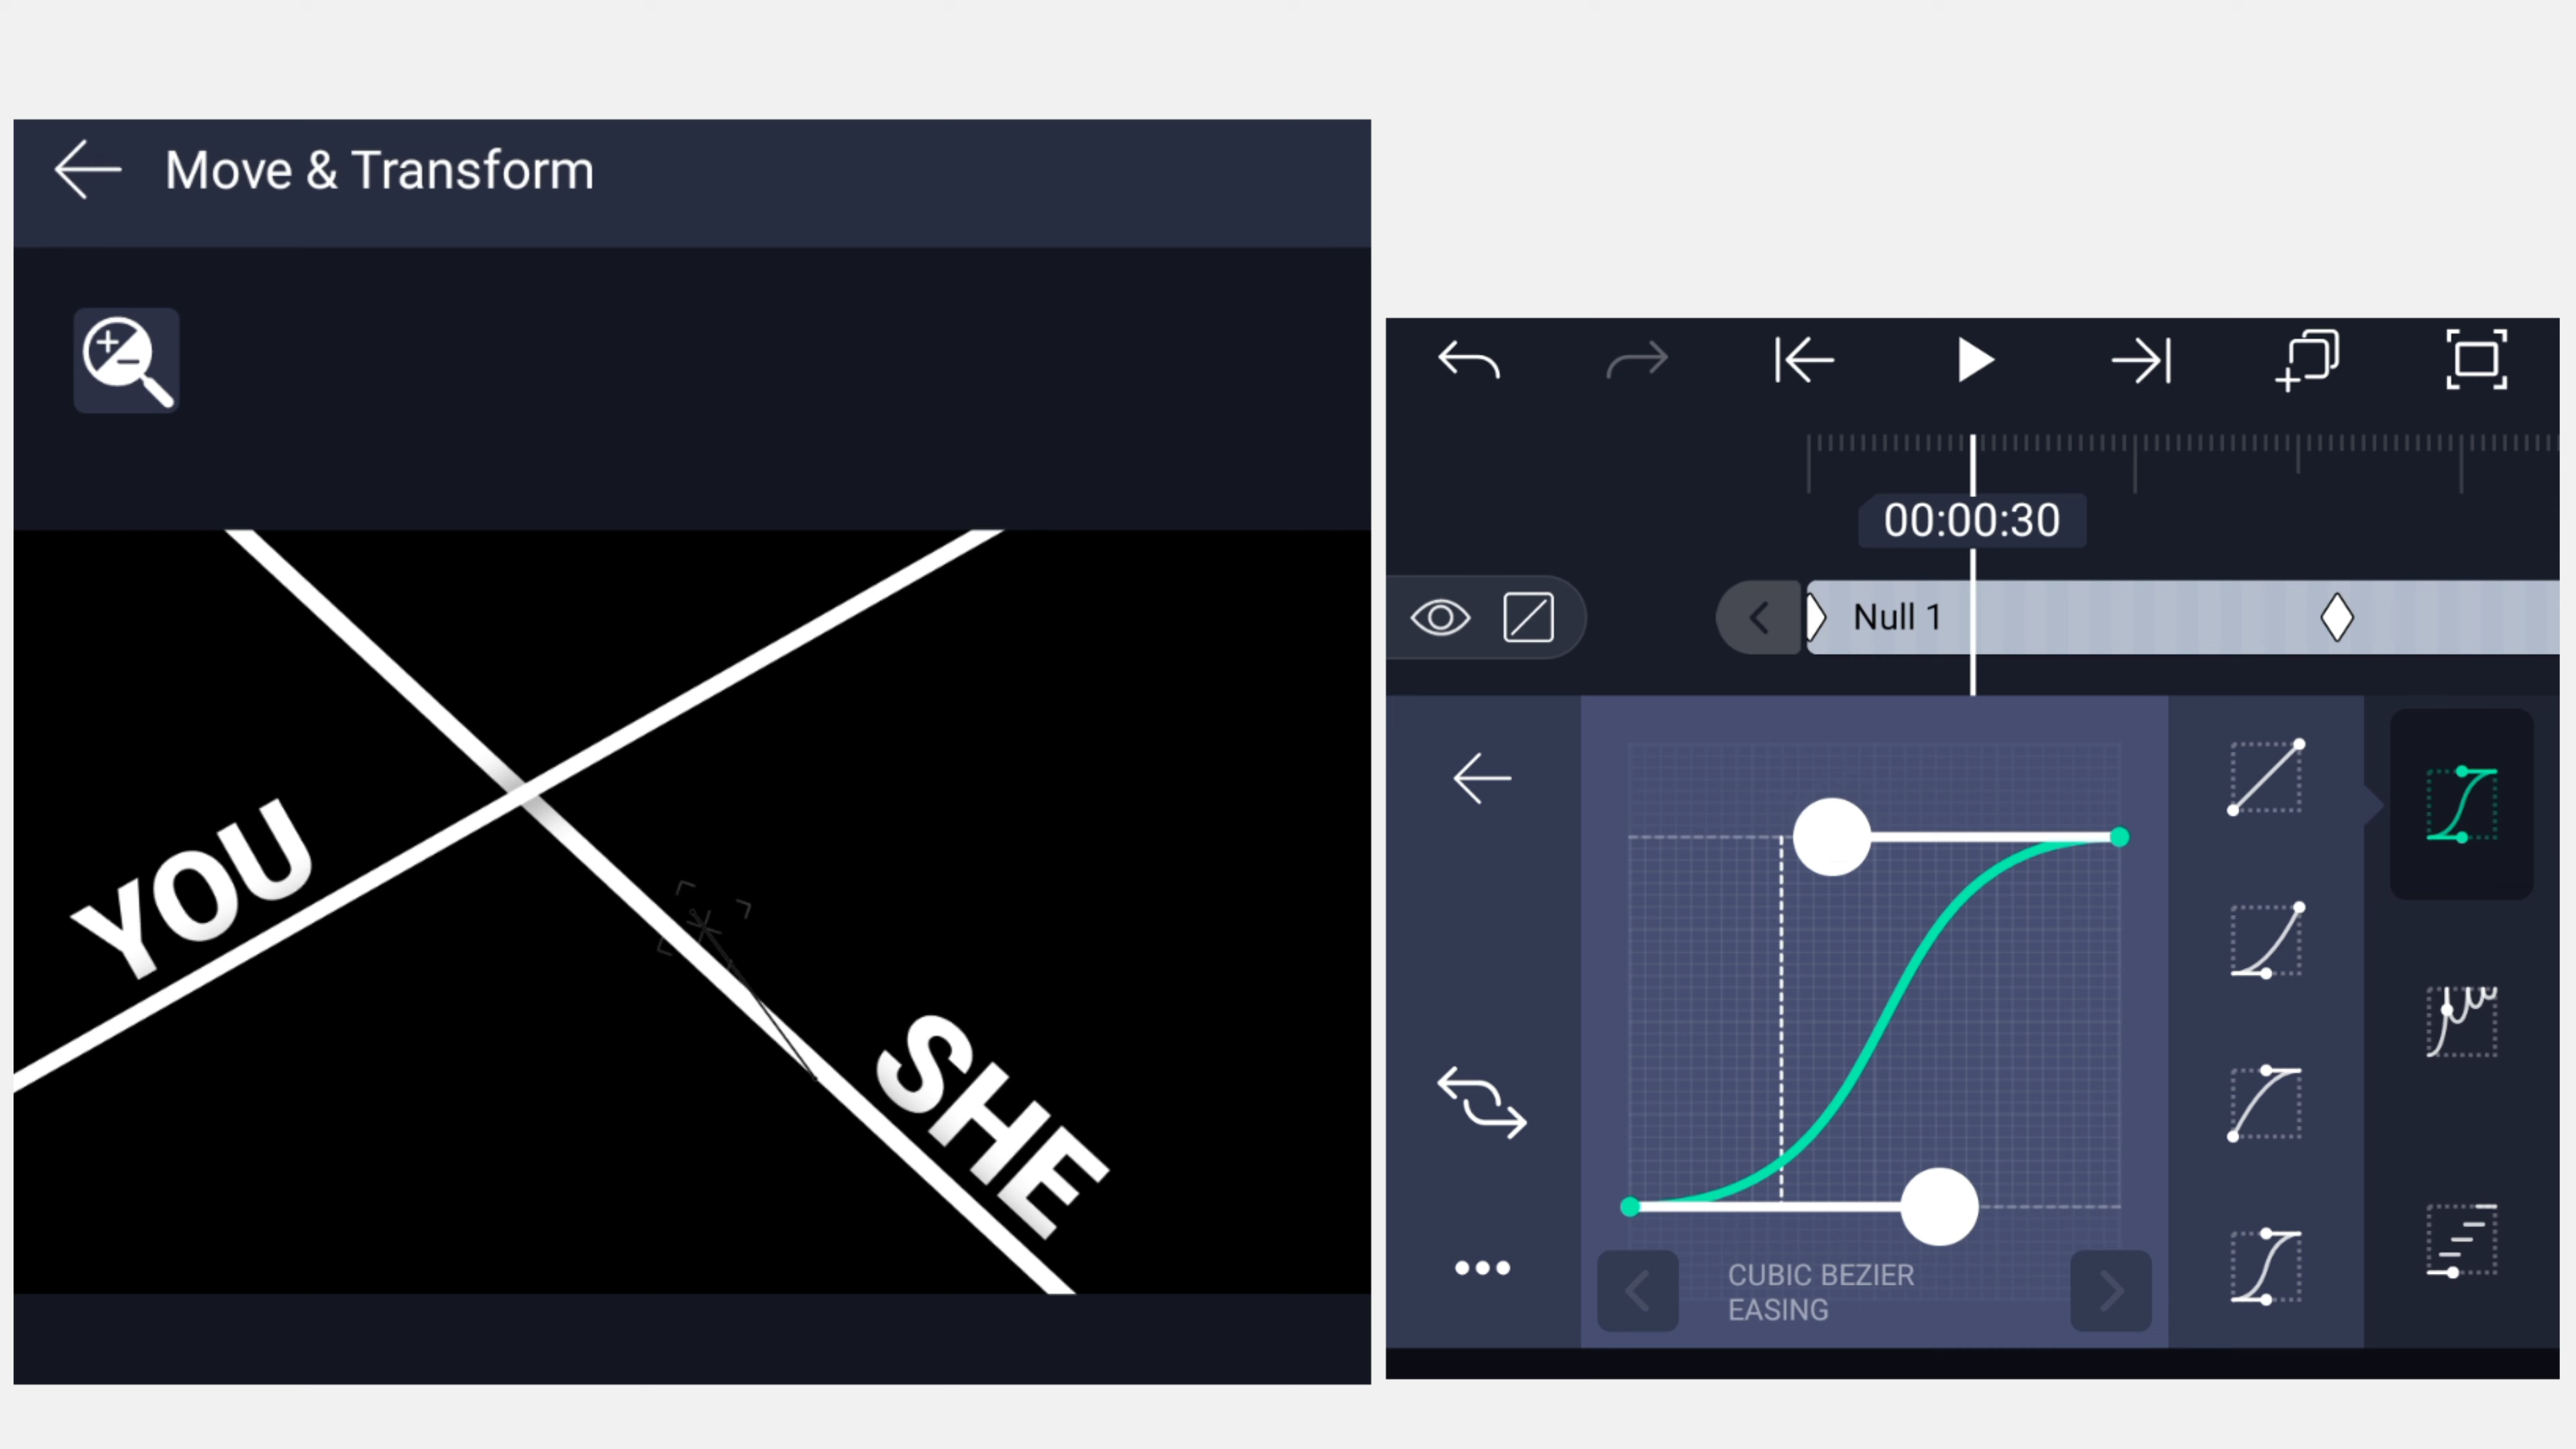 Move & Transform
YOU
SHE
00:00:30
Null 1
CUBIC BEZIER
EASING